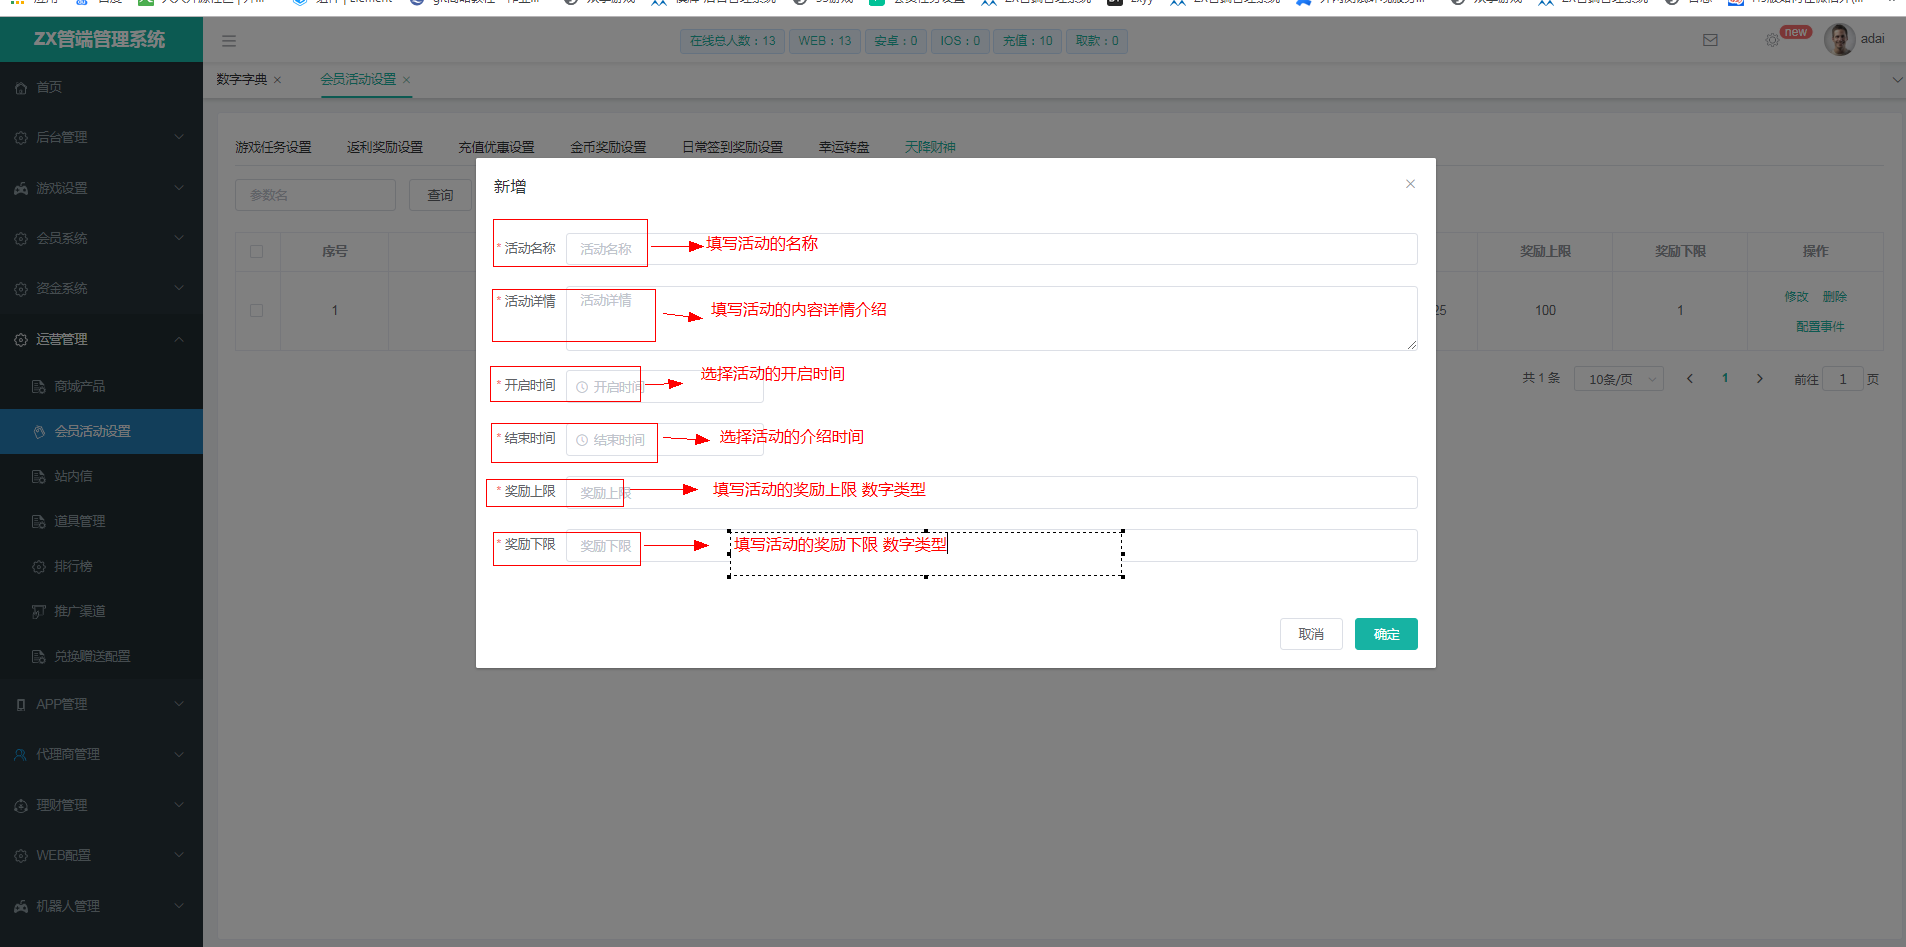 ZX管端管理系统
在线总人数：13 WEB：13 安卓：0 IOS：0 充值：10 取款：0
new
adai
数字字典
会员活动设置
首页
后台管理
游戏设置
会员系统
资金系统
运营管理
商城产品
会员活动设置
站内信
道具管理
排行榜
推广渠道
兑换赠送配置
APP管理
代理商管理
理财管理
WEB配置
机器人管理
游戏任务设置 返利奖励设置 充值优惠设置 金币奖励设置 日常签到奖励设置 幸运转盘 天降财神
参数名 查询
序号 奖励上限 奖励下限 操作
1 25 100 1 修改 删除
配置事件
共 1 条 10条/页 1 前往 1 页
新增
* 活动名称 活动名称 填写活动的名称
* 活动详情 活动详情 填写活动的内容详情介绍
* 开启时间 开启时间 选择活动的开启时间
* 结束时间 结束时间 选择活动的介绍时间
* 奖励上限 奖励上限 填写活动的奖励上限 数字类型
* 奖励下限 奖励下限 填写活动的奖励下限 数字类型
取消 确定